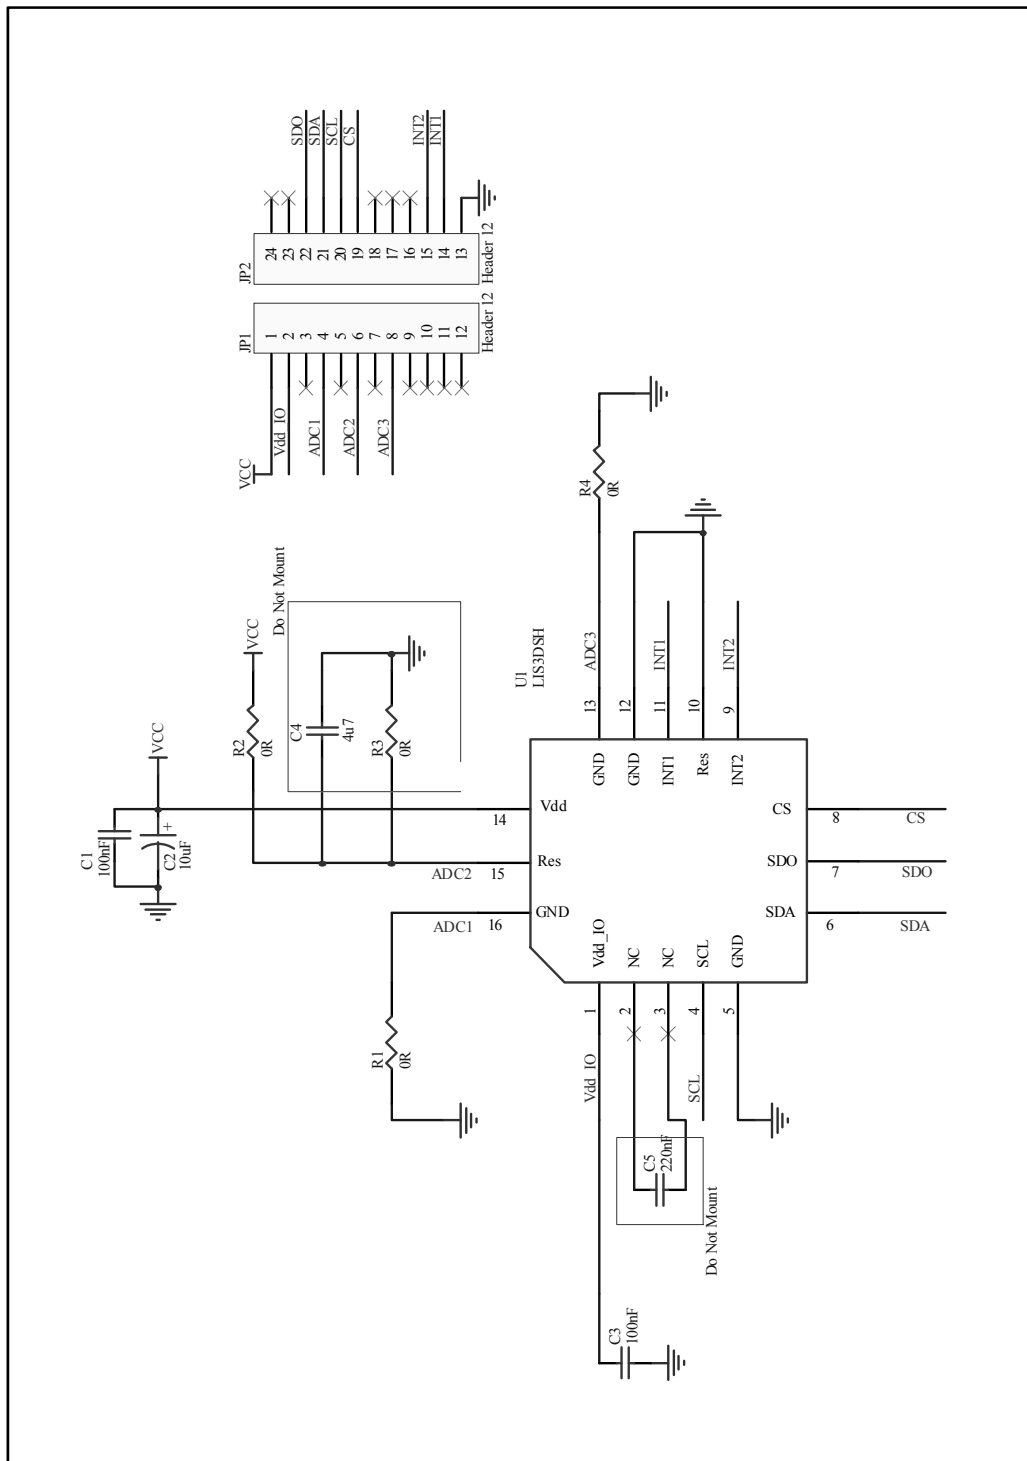 SDO
SDA
SCL
CS
INT2
INT1
JP2
24
23
22
21
20
19
18
17
16
15
14
13
Header 12
JP1
1
2
3
4
5
6
7
8
9
10
11
12
Header 12
VCC
Vdd_IO
ADC1
ADC2
ADC3
R4
0R
Do Not Mount
VCC
R2
0R
C4
4u7
R3
0R
VCC
C1
100nF
C2
10uF
+
U1
LIS3DSH
ADC3
INT1
INT2
13
12
11
10
9
GND
GND
INT1
Res
INT2
14
Vdd
ADC2
15
Res
ADC1
16
GND
CS
8
CS
SDO
7
SDO
SDA
6
SDA
Vdd_IO
NC
NC
SCL
GND
1
2
3
4
5
Vdd_IO
SCL
R1
0R
C5
220nF
Do Not Mount
C3
100nF